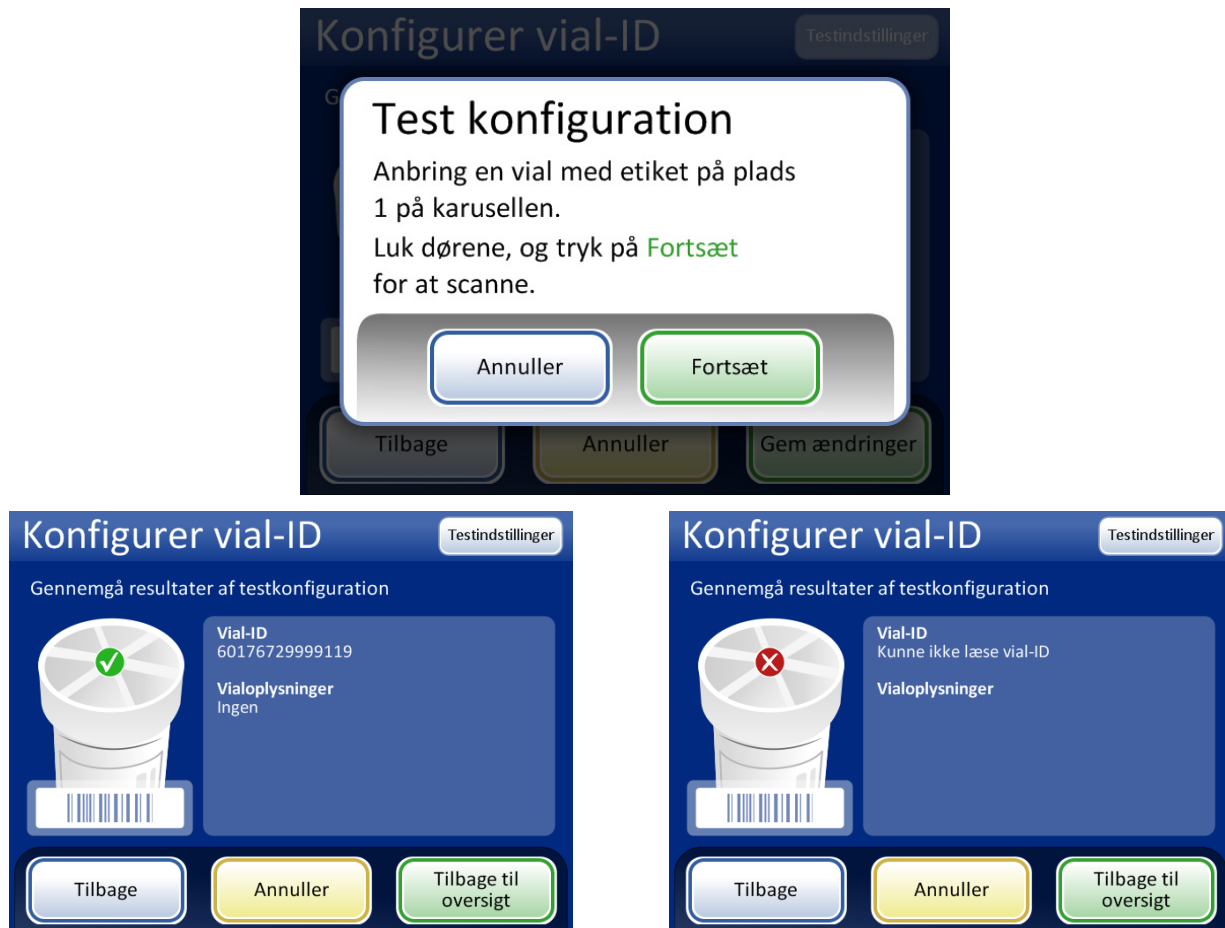 Konfigurer vial-ID
Testindstillinger
G
Test konfiguration
Anbring en vial med etiket på plads
1 på karusellen.
Luk dørene, og tryk på Fortsæt
for at scanne.
Annuller
Fortsæt
Tilbage
Annuller
Gem ændringer
Konfigurer vial-ID
Testindstillinger
Gennemgå resultater af testkonfiguration
Vial-ID
60176729999119
Vialoplysninger
Ingen
Tilbage
Annuller
Tilbage til
oversigt
Konfigurer vial-ID
Testindstillinger
Gennemgå resultater af testkonfiguration
Vial-ID
Kunne ikke læse vial-ID
Vialoplysninger
Tilbage
Annuller
Tilbage til
oversigt